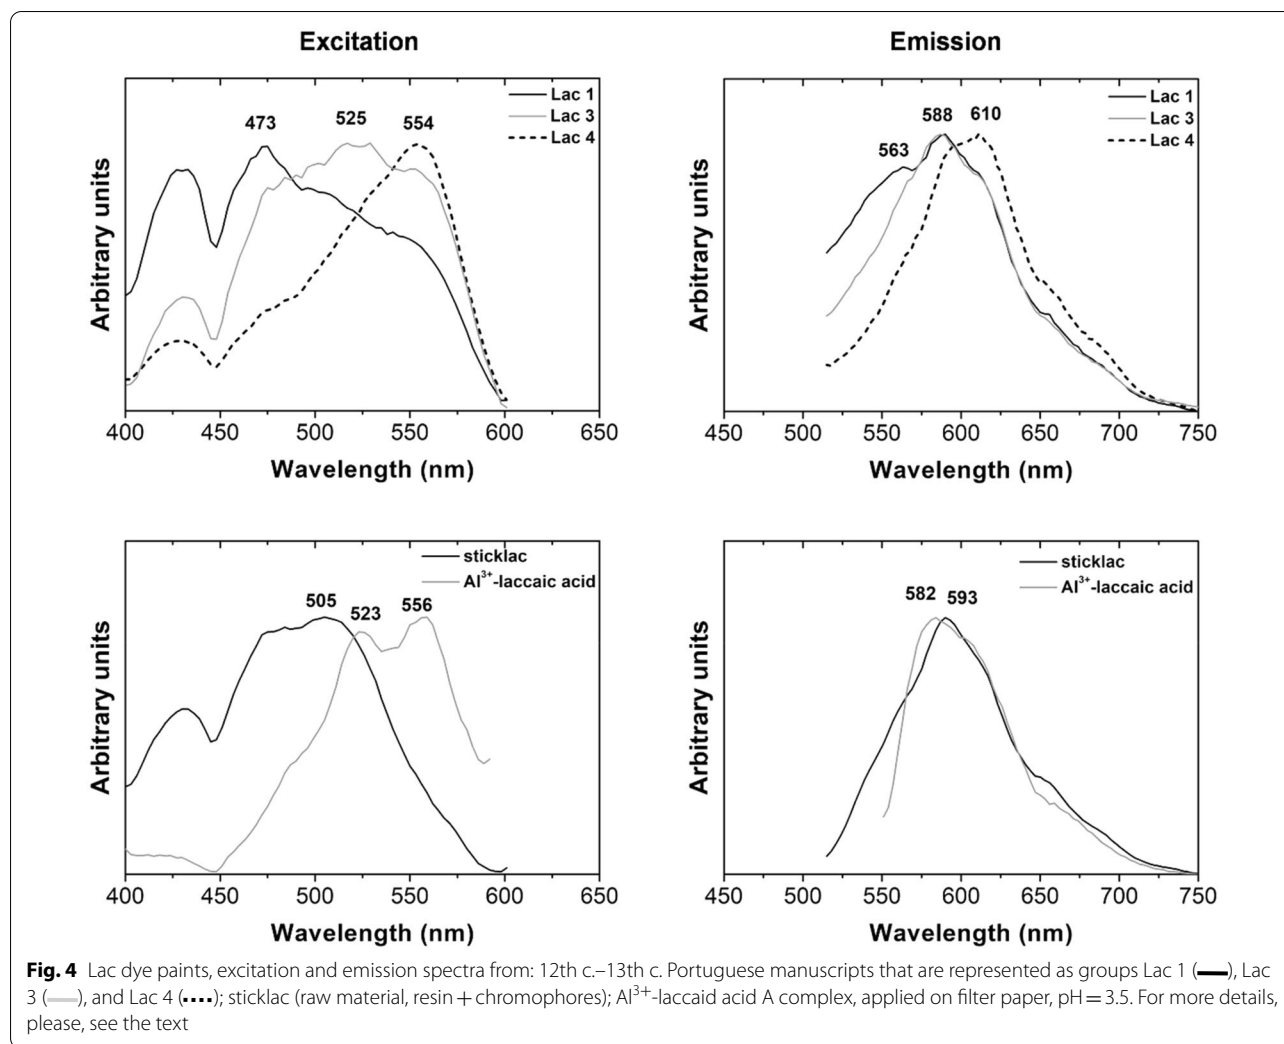 Excitation
Arbitrary units
Lac 1
Lac 3
Lac 4
473
525
554
400 450 500 550 600 650
Wavelength (nm)
Emission
Arbitrary units
Lac 1
Lac 3
Lac 4
563
588
610
450 500 550 600 650 700 750
Wavelength (nm)
Arbitrary units
sticklac
Al³⁺-laccaic acid
505
523
556
400 450 500 550 600 650
Wavelength (nm)
Arbitrary units
sticklac
Al³⁺-laccaic acid
582
593
450 500 550 600 650 700 750
Wavelength (nm)
Fig. 4 Lac dye paints, excitation and emission spectra from: 12th c.–13th c. Portuguese manuscripts that are represented as groups Lac 1 (), Lac
3 (), and Lac 4 (); sticklac (raw material, resin + chromophores); Al³⁺-laccaid acid A complex, applied on filter paper, pH = 3.5. For more details,
please, see the text